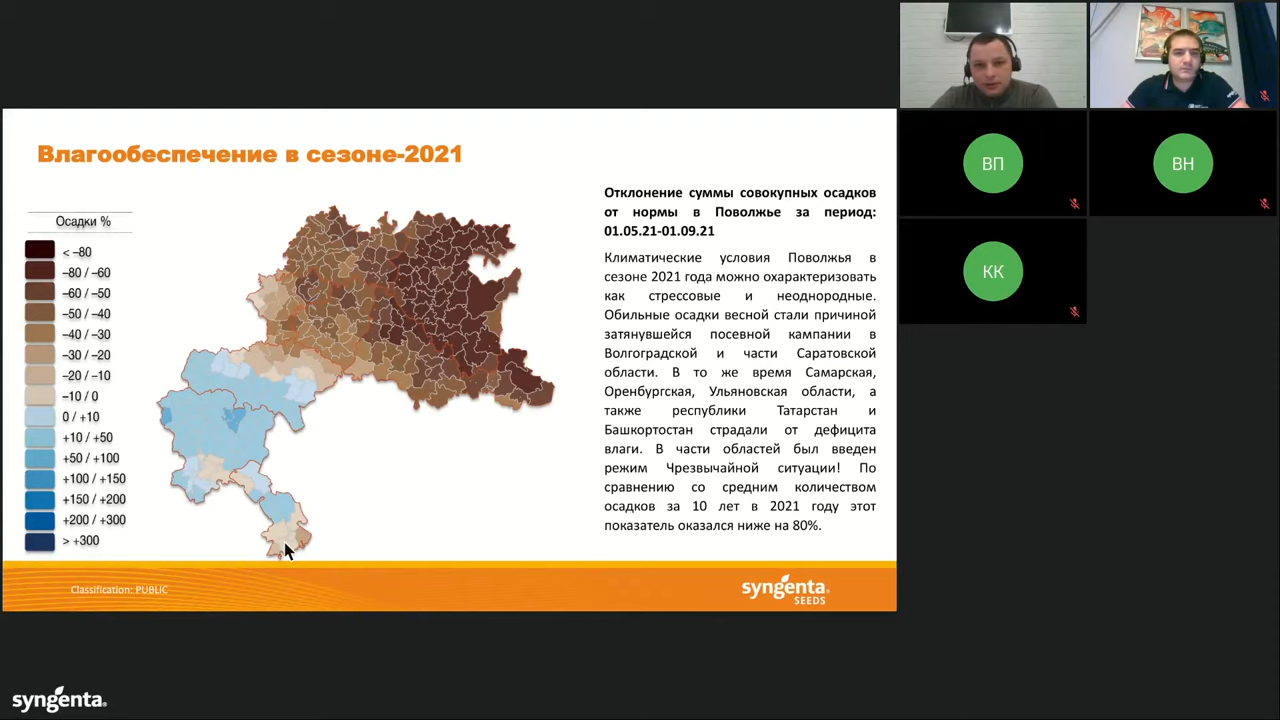 Влагообеспечение в сезоне-2021
Осадки %
< –80
–80 / –60
–60 / –50
–50 / –40
–40 / –30
–30 / –20
–20 / –10
–10 / 0
0 / +10
+10 / +50
+50 / +100
+100 / +150
+150 / +200
+200 / +300
> +300
Отклонение суммы совокупных осадков
от нормы в Поволжье за период:
01.05.21-01.09.21
Климатические условия Поволжья в
сезоне 2021 года можно охарактеризовать
как стрессовые и неоднородные.
Обильные осадки весной стали причиной
затянувшейся посевной кампании в
Волгоградской и части Саратовской
области. В то же время Самарская,
Оренбургская, Ульяновская области, а
также республики Татарстан и
Башкортостан страдали от дефицита
влаги. В части областей был введен
режим Чрезвычайной ситуации! По
сравнению со средним количеством
осадков за 10 лет в 2021 году этот
показатель оказался ниже на 80%.
Classification: PUBLIC
syngenta
SEEDS
ВП
ВН
КК
syngenta